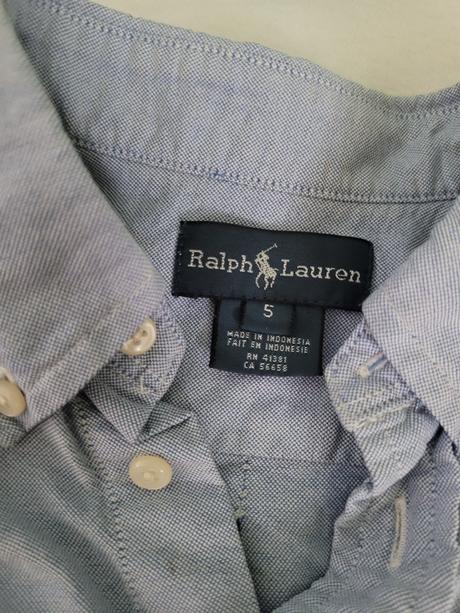 Ralph Lauren
5
MADE IN INDONESIA
FAIT EN INDONESIE
RN 41381
CA 56658